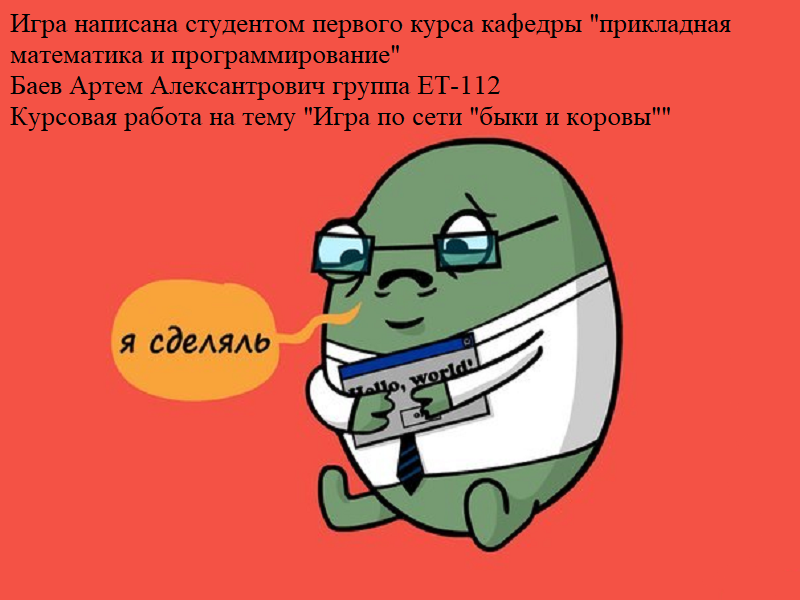 Игра написана студентом первого курса кафедры "прикладная
математика и программирование"
Баев Артем Алексантрович группа ЕТ-112
Курсовая работа на тему "Игра по сети "быки и коровы""
я сделяль
Hello, world!